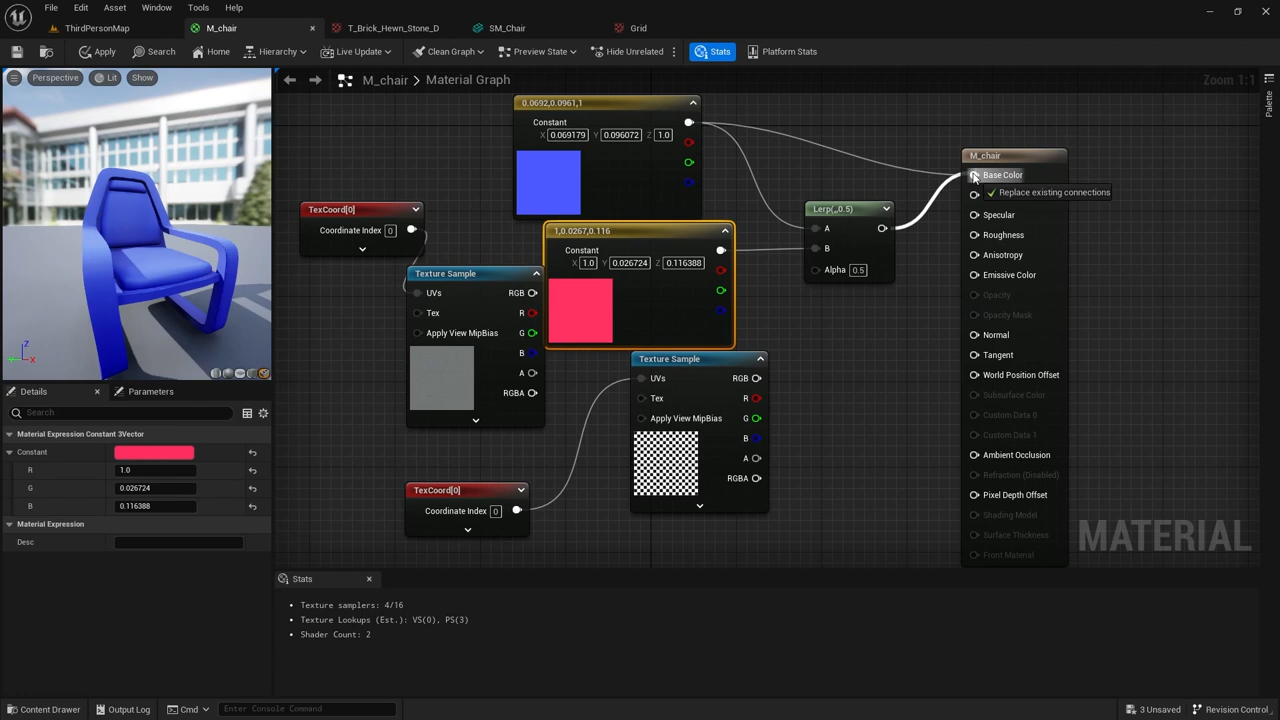 File Edit Asset Window Tools Help
ThirdPersonMap M_chair T_Brick_Hewn_Stone_D SM_Chair Grid
Apply Search Home Hierarchy Live Update Clean Graph Preview State Hide Unrelated Stats Platform Stats
Perspective Lit Show
M_chair > Material Graph Zoom 1:1
Palette
0.0692,0.0961,1
Constant
X 0.069179 Y 0.096072 Z 1.0
TexCoord[0]
Coordinate Index 0
1,0.0267,0.116
Constant
X 1.0 Y 0.026724 Z 0.116388
Texture Sample
UVs RGB
Tex R
Apply View MipBias G
B
A
RGBA
Texture Sample
UVs RGB
Tex R
Apply View MipBias G
B
A
RGBA
TexCoord[0]
Coordinate Index 0
Lerp(,,0.5)
A
B
Alpha 0.5
M_chair
Base Color
Replace existing connections
Specular
Roughness
Anisotropy
Emissive Color
Opacity
Opacity Mask
Normal
Tangent
World Position Offset
Subsurface Color
Custom Data 0
Custom Data 1
Ambient Occlusion
Refraction (Disabled)
Pixel Depth Offset
Shading Model
Surface Thickness
Front Material
MATERIAL
Z
X
Details Parameters
Search
Material Expression Constant 3Vector
Constant
R 1.0
G 0.026724
B 0.116388
Material Expression
Desc
Stats
Texture samplers: 4/16
Texture Lookups (Est.): VS(0), PS(3)
Shader Count: 2
Content Drawer Output Log Cmd Enter Console Command 3 Unsaved Revision Control